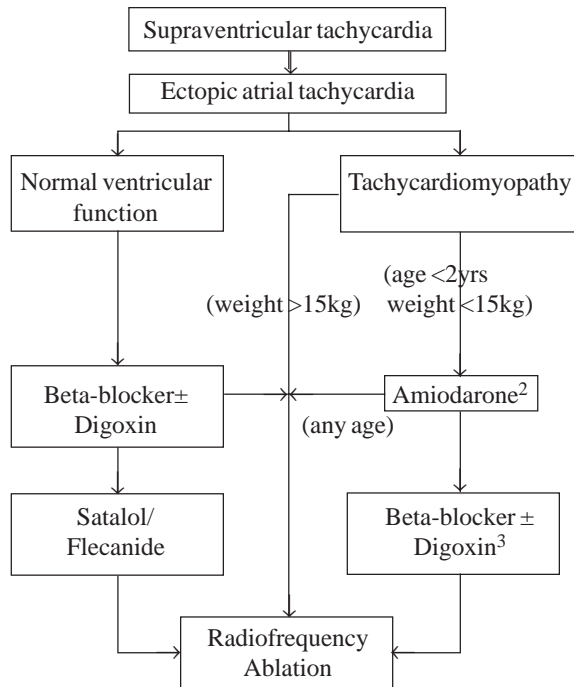 Supraventricular tachycardia
Ectopic atrial tachycardia
Normal ventricular
function
Tachycardiomyopathy
(age <2yrs
weight <15kg)
(weight >15kg)
Beta-blocker±
Digoxin
Amiodarone²
(any age)
Satalol/
Flecanide
Beta-blocker ±
Digoxin³
Radiofrequency
Ablation